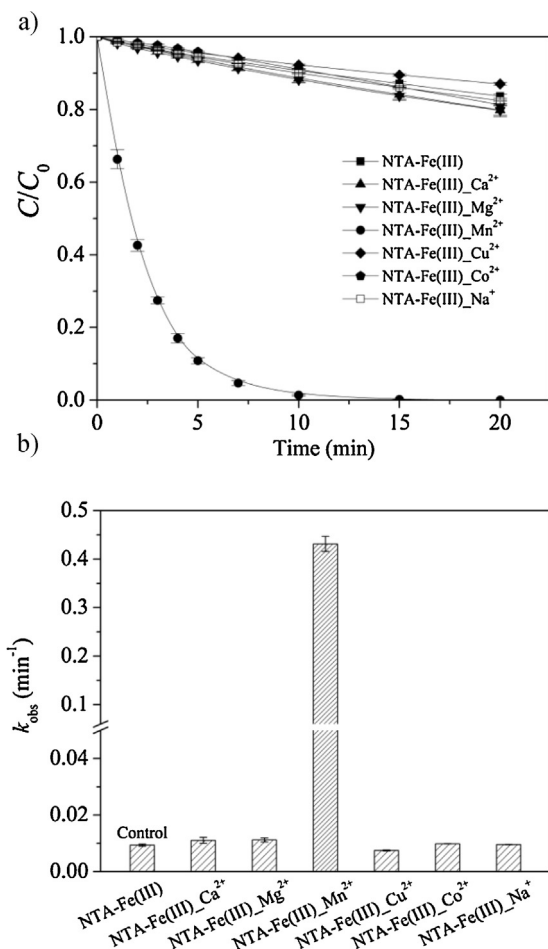 a)
1.0
0.8
0.6
0.4
0.2
0.0
C/C₀
NTA-Fe(III)
NTA-Fe(III)_Ca²⁺
NTA-Fe(III)_Mg²⁺
NTA-Fe(III)_Mn²⁺
NTA-Fe(III)_Cu²⁺
NTA-Fe(III)_Co²⁺
NTA-Fe(III)_Na⁺
0 5 10 15 20
Time (min)
b)
0.5
0.4
0.3
0.2
0.1
0.04
0.02
0.00
k_obs (min⁻¹)
Control
NTA-Fe(III)
NTA-Fe(III)_Ca²⁺
NTA-Fe(III)_Mg²⁺
NTA-Fe(III)_Mn²⁺
NTA-Fe(III)_Cu²⁺
NTA-Fe(III)_Co²⁺
NTA-Fe(III)_Na⁺